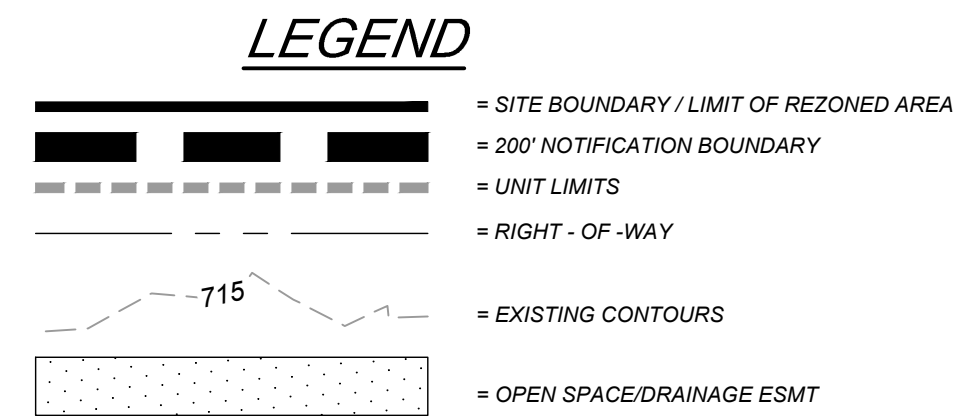 LEGEND
= SITE BOUNDARY / LIMIT OF REZONED AREA
= 200' NOTIFICATION BOUNDARY
= UNIT LIMITS
= RIGHT - OF -WAY
715
= EXISTING CONTOURS
= OPEN SPACE/DRAINAGE ESMT